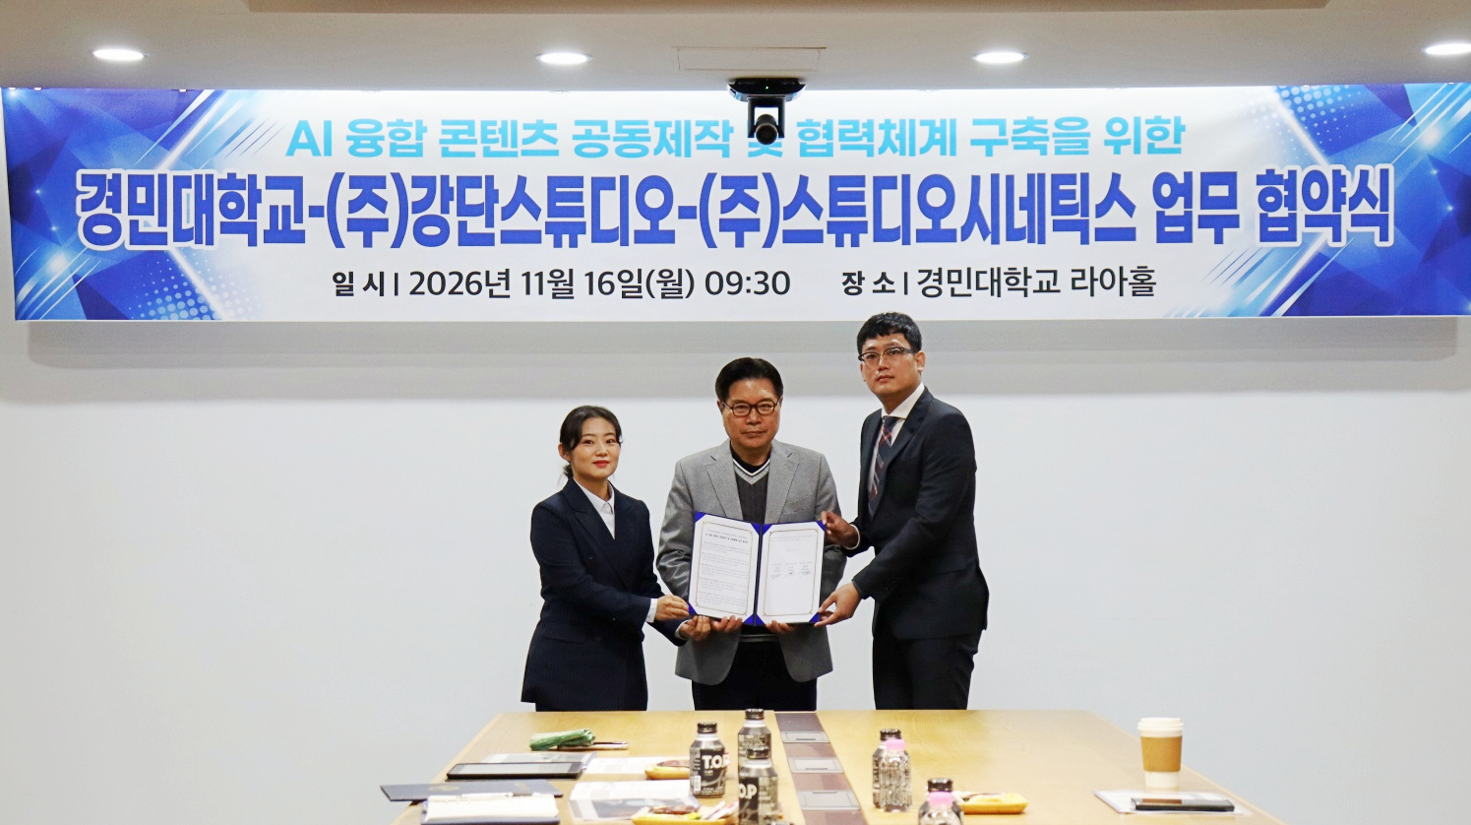 AI 융합 콘텐츠 공동제작 및 협력체계 구축을 위한
경민대학교-(주)강단스튜디오-(주)스튜디오시네틱스 업무 협약식
일 시 | 2026년 11월 16일(월) 09:30 장 소 | 경민대학교 라아홀
T.O.P
O.P